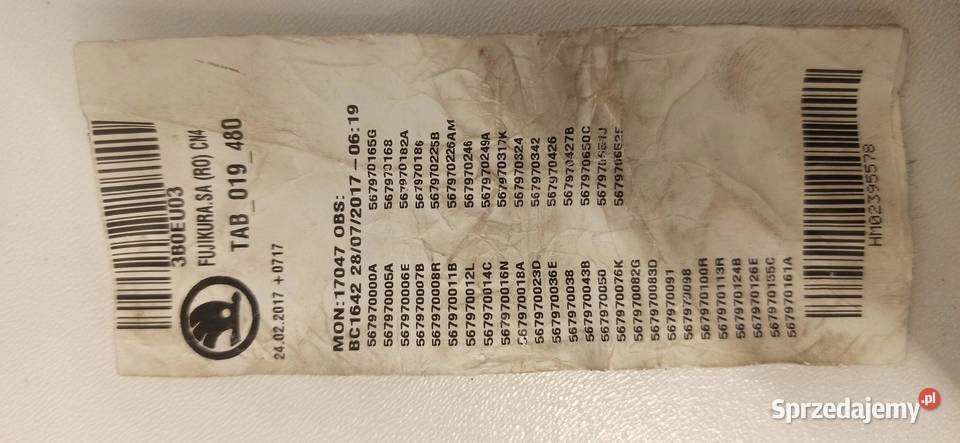 3B0EU03
FUJIKURA.SA (RO) CN4
TAB_019_480
24.02.2017 +0717
MON:17047 OBS:
BC1642 28/07/2017-06:19
567970000A 567970165G
567970005A 567970168
567970006E 567970182A
567970007B 567970186
567970008R 567970225B
567970011B 567970226AM
567970012L 567970246
567970014C 567970249A
567970016N 567970317K
567970018A 567970324
567970023D 567970342
567970036E 567970426
567970038 567970427B
567970043B 567970650C
567970050
567970076K
567970082G
567970083D
567970091
567970098
567970100R
567970113R
567970124B
567970126E
567970161A
HM02395578
Sprzedajemy.pl